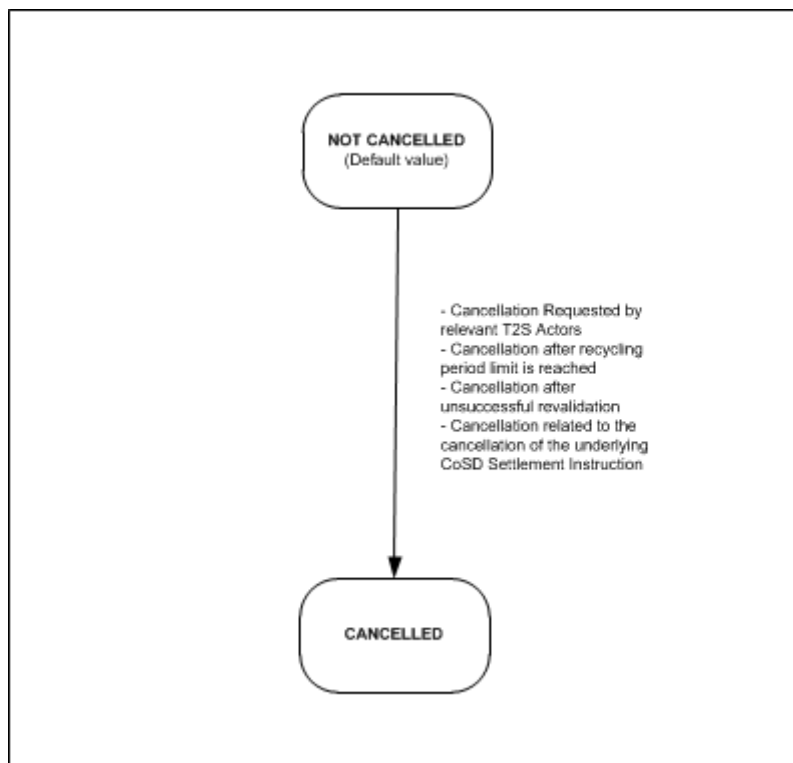 NOT CANCELLED
(Default value)
- Cancellation Requested by
relevant T2S Actors
- Cancellation after recycling
period limit is reached
- Cancellation after
unsuccessful revalidation
- Cancellation related to the
cancellation of the underlying
CoSD Settlement Instruction
CANCELLED